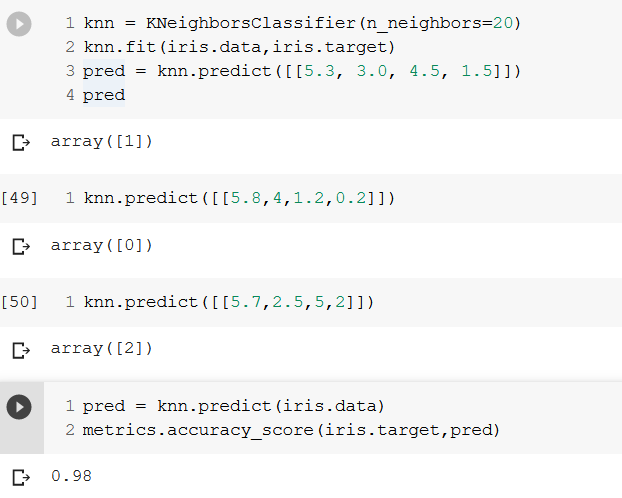 1 knn = KNeighborsClassifier(n_neighbors=20)
2 knn.fit(iris.data,iris.target)
3 pred = knn.predict([[5.3, 3.0, 4.5, 1.5]])
4 pred
array([1])
[49] 1 knn.predict([[5.8,4,1.2,0.2]])
array([0])
[50] 1 knn.predict([[5.7,2.5,5,2]])
array([2])
1 pred = knn.predict(iris.data)
2 metrics.accuracy_score(iris.target,pred)
0.98